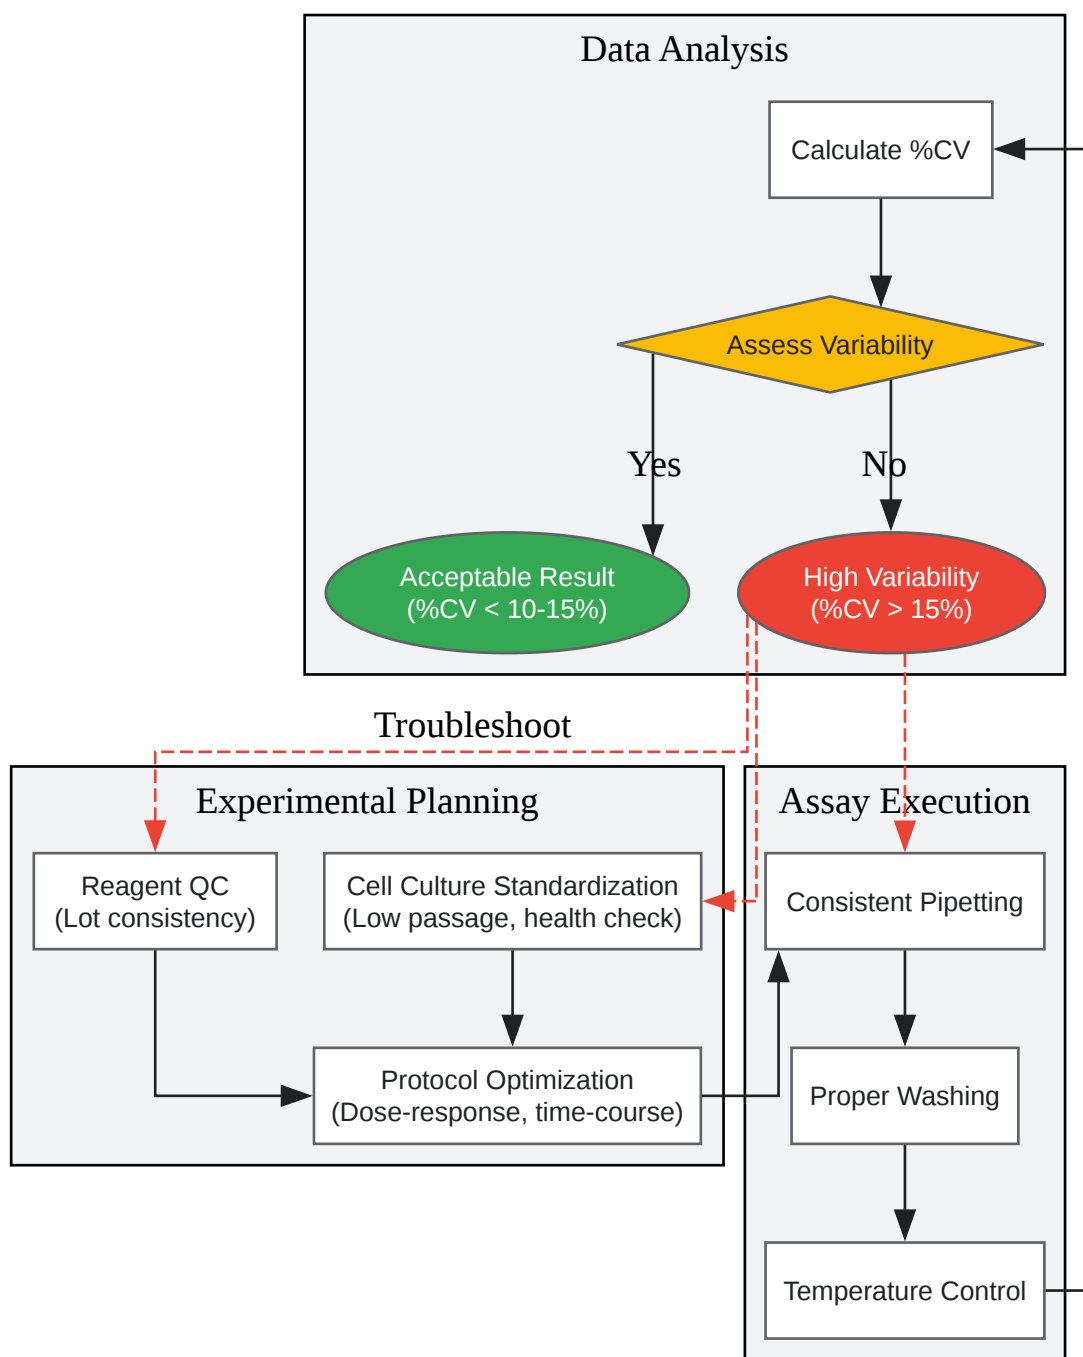 Data Analysis
Calculate %CV
Assess Variability
Yes
No
Acceptable Result
(%CV < 10-15%)
High Variability
(%CV > 15%)
Troubleshoot
Experimental Planning
Reagent QC
(Lot consistency)
Cell Culture Standardization
(Low passage, health check)
Protocol Optimization
(Dose-response, time-course)
Assay Execution
Consistent Pipetting
Proper Washing
Temperature Control